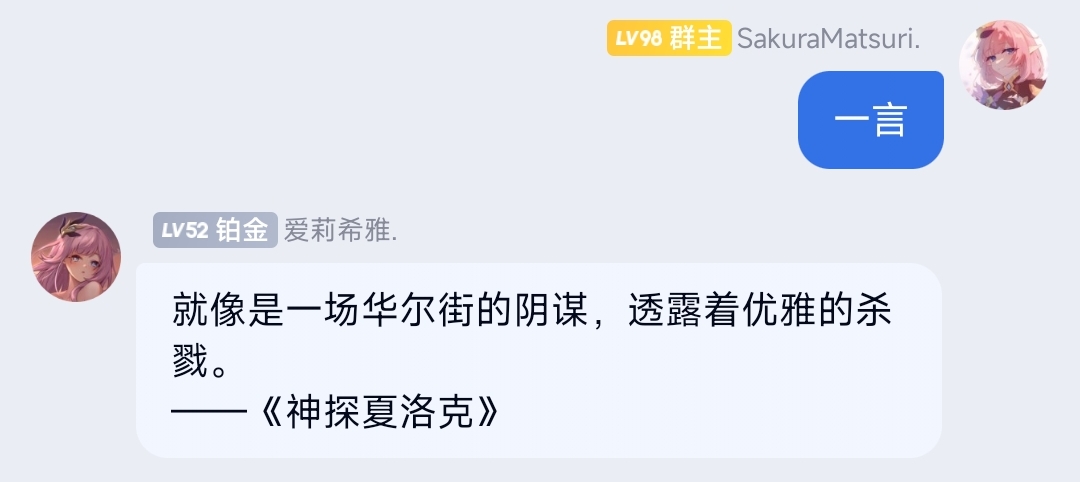 LV98 群主 SakuraMatsuri.
一言
LV52 铂金 爱莉希雅.
就像是一场华尔街的阴谋，透露着优雅的杀
戮。
——《神探夏洛克》